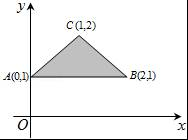 y
C (1,2)
A(0,1)
B(2,1)
O
x